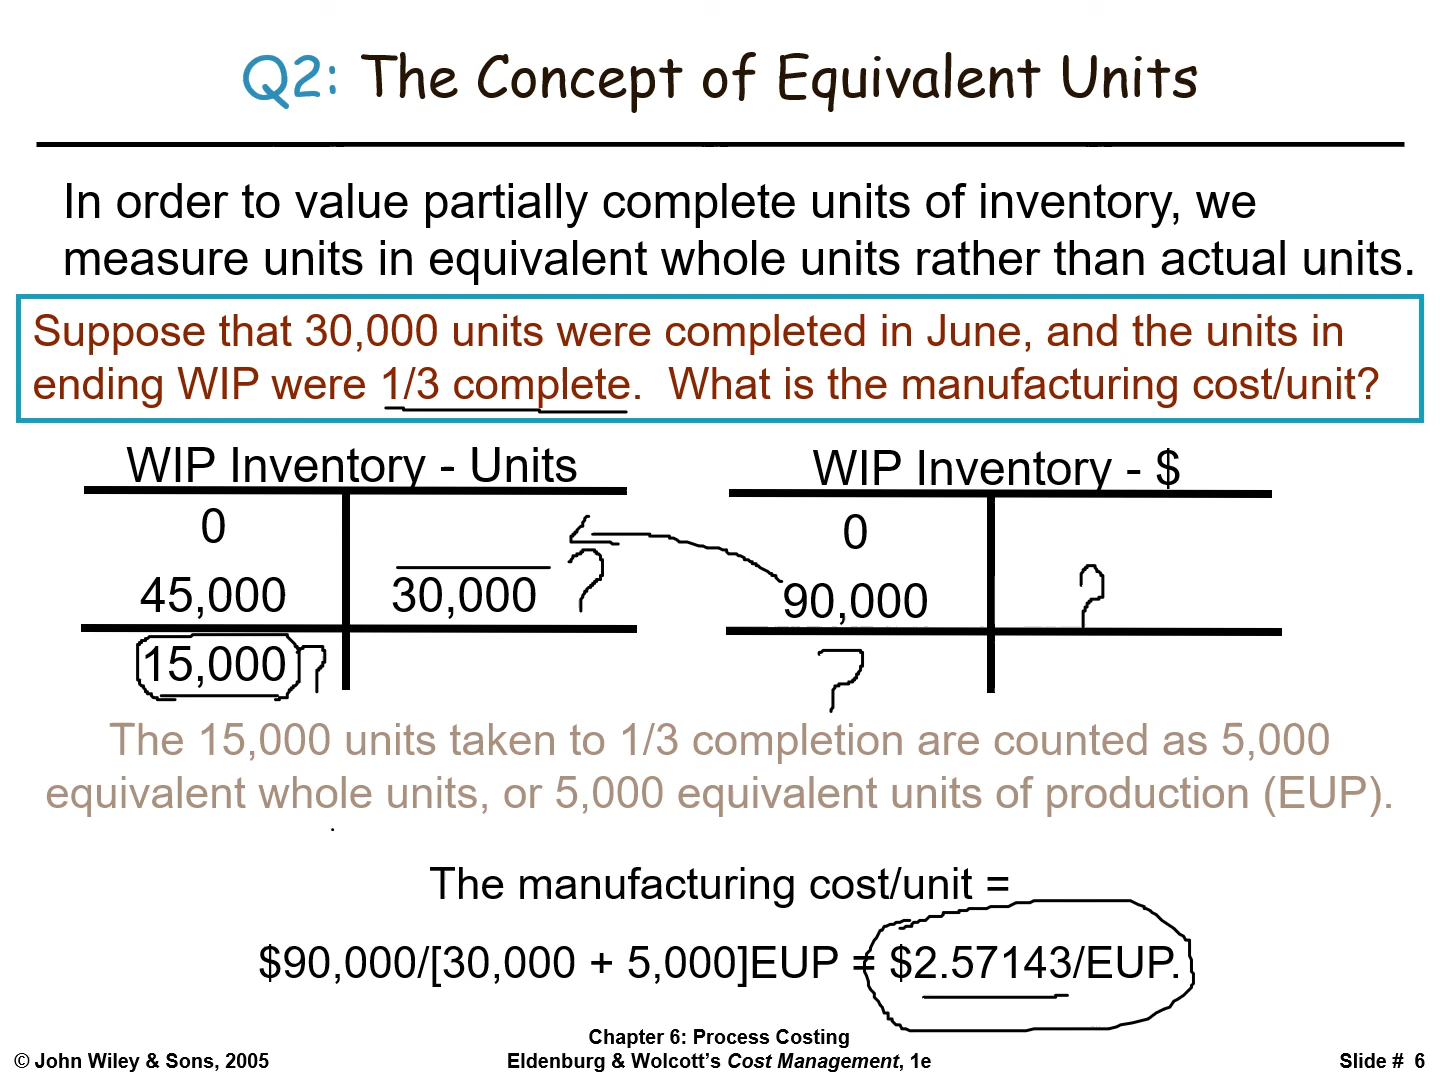 Q2: The Concept of Equivalent Units
In order to value partially complete units of inventory, we
measure units in equivalent whole units rather than actual units.
Suppose that 30,000 units were completed in June, and the units in
ending WIP were 1/3 complete. What is the manufacturing cost/unit?
WIP Inventory - Units
0
45,000
30,000 ?
15,000 ?
WIP Inventory - $
0
90,000
?
?
The 15,000 units taken to 1/3 completion are counted as 5,000
equivalent whole units, or 5,000 equivalent units of production (EUP).
The manufacturing cost/unit =
$90,000/[30,000 + 5,000]EUP = $2.57143/EUP.
Chapter 6: Process Costing
© John Wiley & Sons, 2005
Eldenburg & Wolcott's Cost Management, 1e
Slide # 6